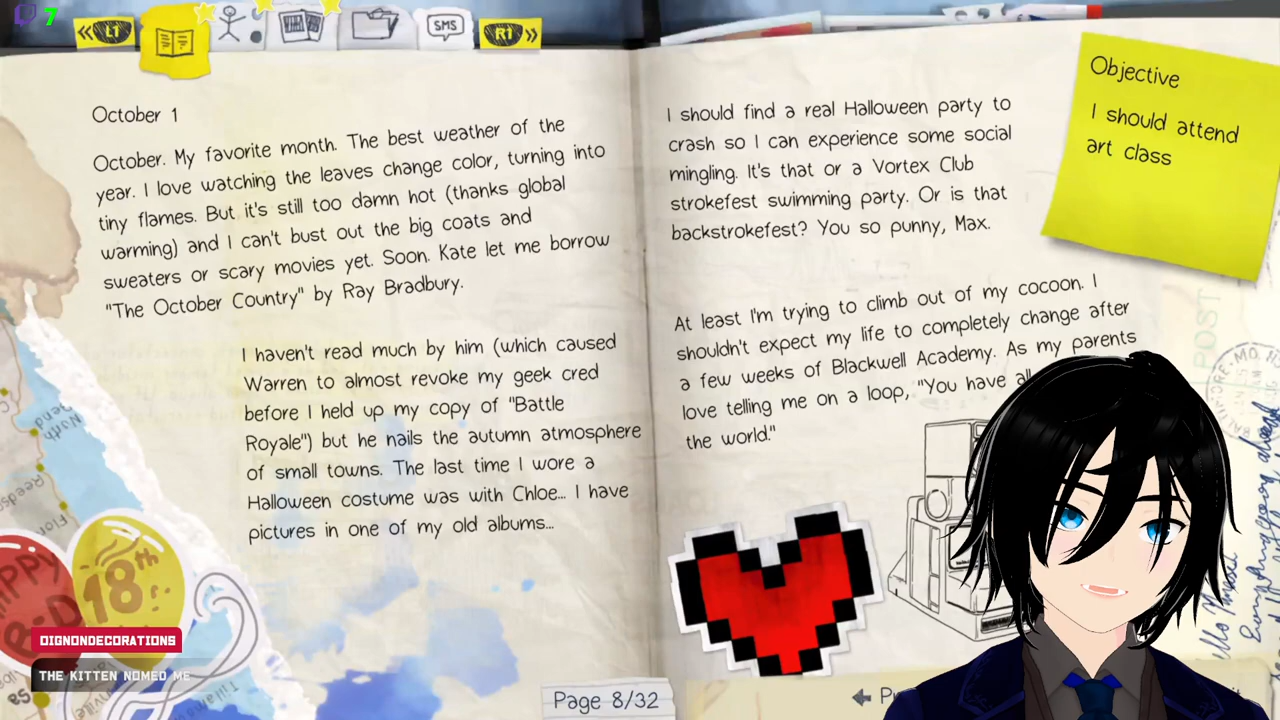 7
L1
SMS
R1
October 1
October. My favorite month. The best weather of the
year. I love watching the leaves change color, turning into
tiny flames. But it's still too damn hot (thanks global
warming) and I can't bust out the big coats and
sweaters or scary movies yet. Soon. Kate let me borrow
"The October Country" by Ray Bradbury.
I haven't read much by him (which caused
Warren to almost revoke my geek cred
before I held up my copy of "Battle
Royale") but he nails the autumn atmosphere
of small towns. The last time I wore a
Halloween costume was with Chloe... I have
pictures in one of my old albums...
18th
OIGNONDECORATIONS
THE KITTEN NOMED ME
I should find a real Halloween party to
crash so I can experience some social
mingling. It's that or a Vortex Club
strokefest swimming party. Or is that
backstrokefest? You so punny, Max.
At least I'm trying to climb out of my cocoon. I
shouldn't expect my life to completely change after
a few weeks of Blackwell Academy. As my parents
love telling me on a loop, "You have all
the world."
Objective
I should attend
art class
POST
Page 8/32